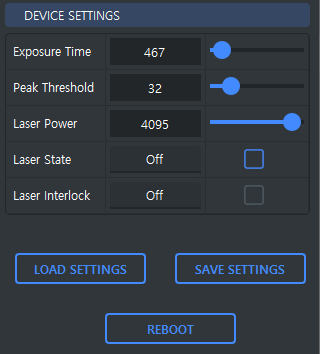 DEVICE SETTINGS
Exposure Time 467
Peak Threshold 32
Laser Power 4095
Laser State Off
Laser Interlock Off
LOAD SETTINGS SAVE SETTINGS
REBOOT